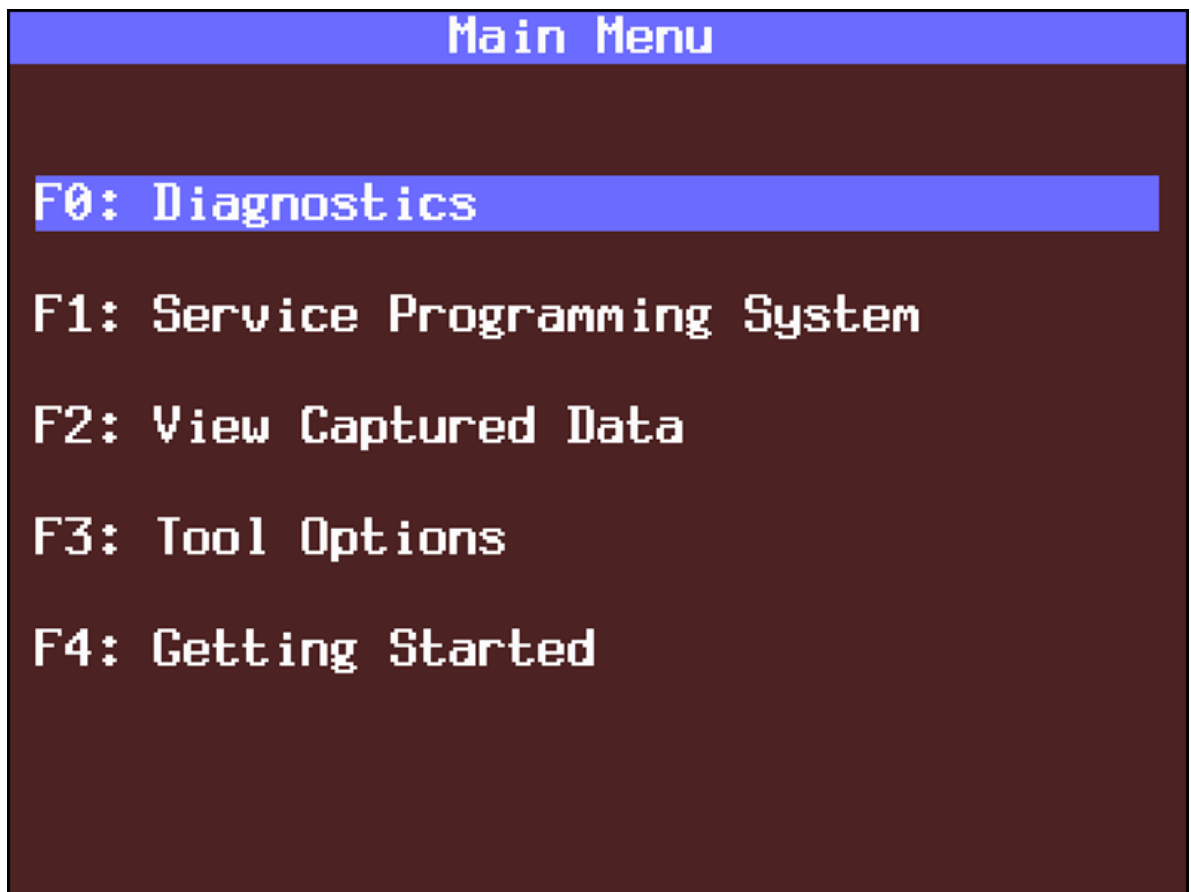 Main Menu
F0: Diagnostics
F1: Service Programming System
F2: View Captured Data
F3: Tool Options
F4: Getting Started